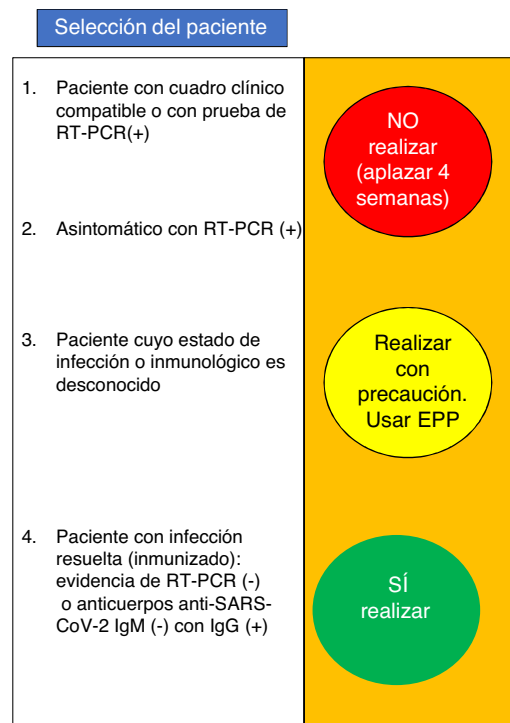 Selección del paciente
1. Paciente con cuadro clínico
compatible o con prueba de
RT-PCR(+)
NO
realizar
(aplazar 4
semanas)
2. Asintomático con RT-PCR (+)
3. Paciente cuyo estado de
infección o inmunológico es
desconocido
Realizar
con
precaución.
Usar EPP
4. Paciente con infección
resuelta (inmunizado):
evidencia de RT-PCR (-)
o anticuerpos anti-SARS-
CoV-2 IgM (-) con IgG (+)
SÍ
realizar